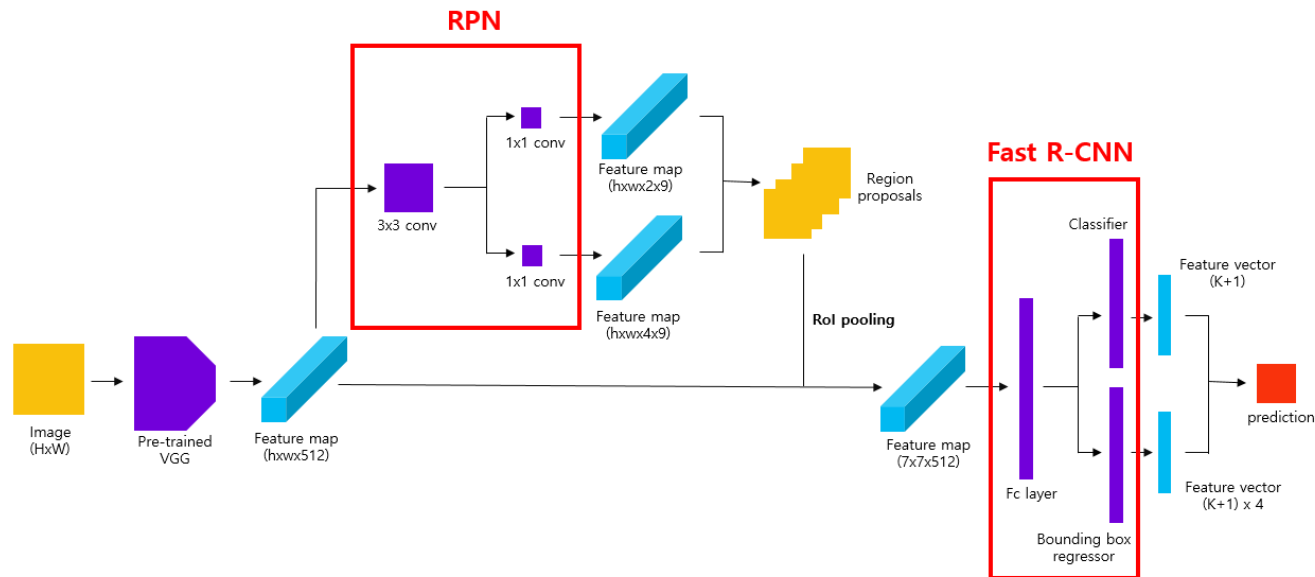 RPN
1x1 conv
Feature map
(hxwx2x9)
3x3 conv
1x1 conv
Feature map
(hxwx4x9)
Region
proposals
RoI pooling
Image
(HxW)
Pre-trained
VGG
Feature map
(hxwx512)
Feature map
(7x7x512)
Fast R-CNN
Classifier
Fc layer
Bounding box
regressor
Feature vector
(K+1)
Feature vector
(K+1) x 4
prediction